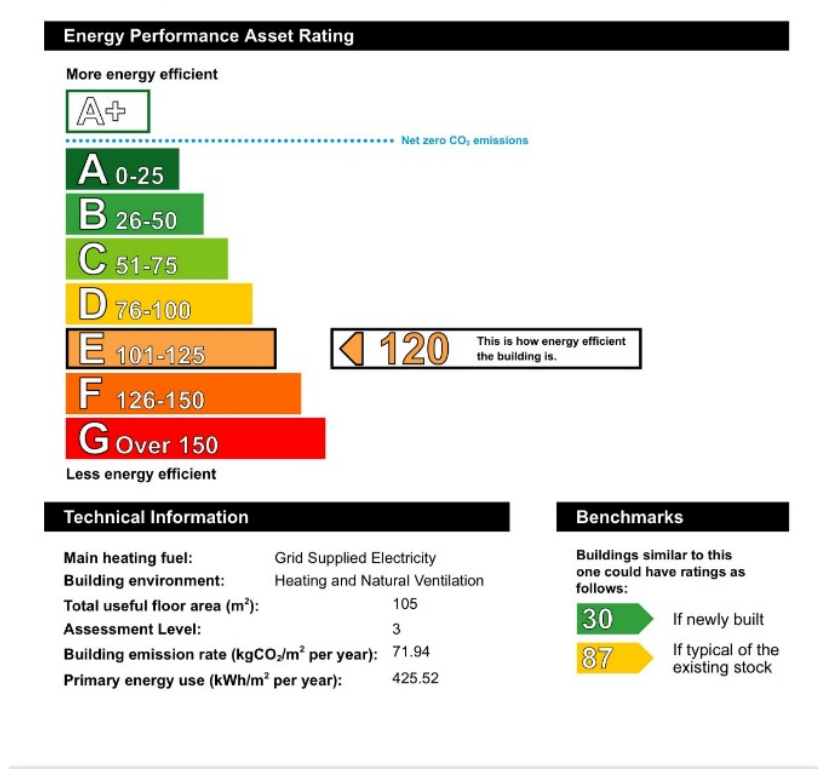 Energy Performance Asset Rating
More energy efficient
A+
Net zero CO₂ emissions
A 0-25
B 26-50
C 51-75
D 76-100
E 101-125
120 This is how energy efficient
the building is.
F 126-150
G Over 150
Less energy efficient
Technical Information
Main heating fuel: Grid Supplied Electricity
Building environment: Heating and Natural Ventilation
Total useful floor area (m²): 105
Assessment Level: 3
Building emission rate (kgCO₂/m² per year): 71.94
Primary energy use (kWh/m² per year): 425.52
Benchmarks
Buildings similar to this
one could have ratings as
follows:
30 If newly built
87 If typical of the
existing stock